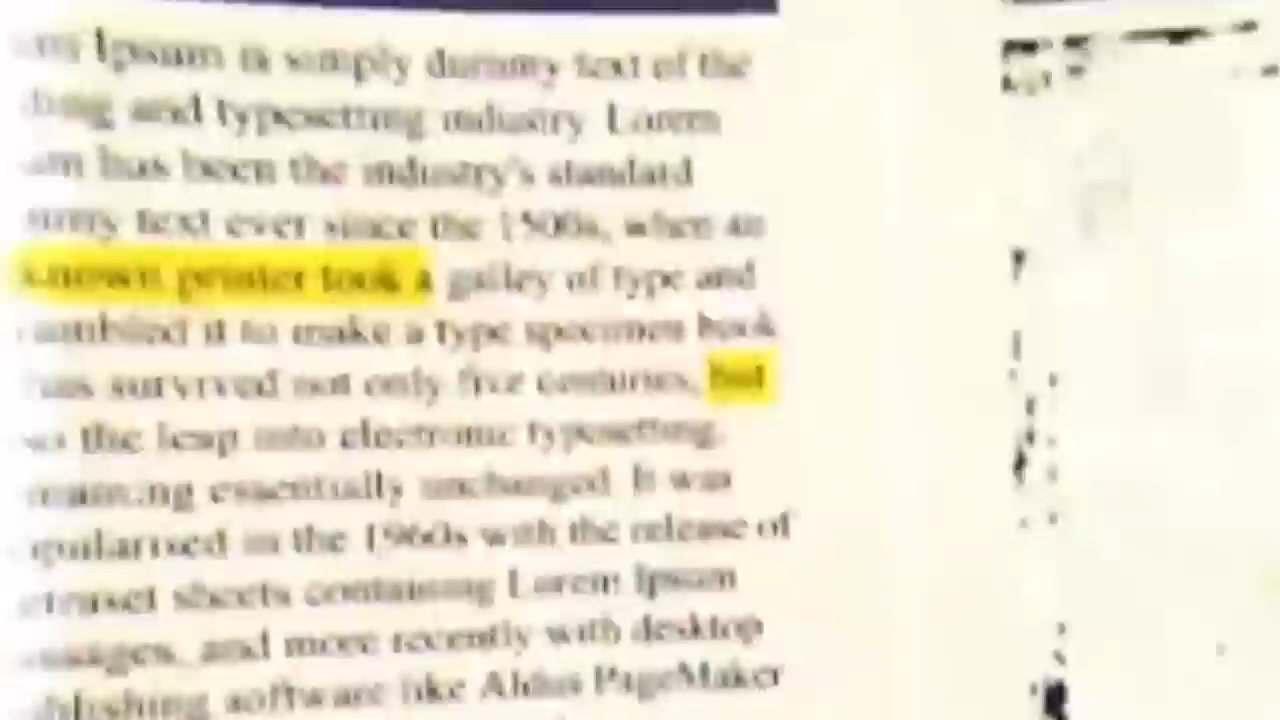 Ipsum is simply dummy text of the
and typesetting industry. Lorem
has been the industry's standard
text ever since the 1500s, when an
known printer took a galley of type and
it to make a type specimen book
has survived not only five centuries, but
the leap into electronic typesetting,
essentially unchanged. It was
in the 1960s with the release of
sheets containing Lorem Ipsum
and more recently with desktop
software like Aldus PageMaker